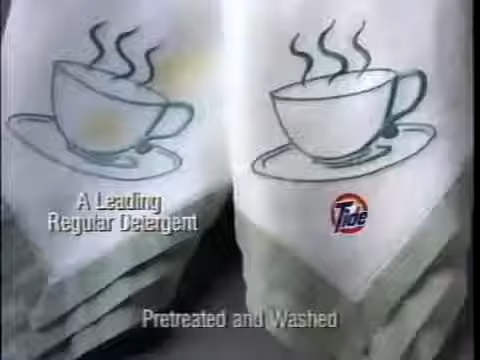 A Leading
Regular Detergent
Tide
Pretreated and Washed